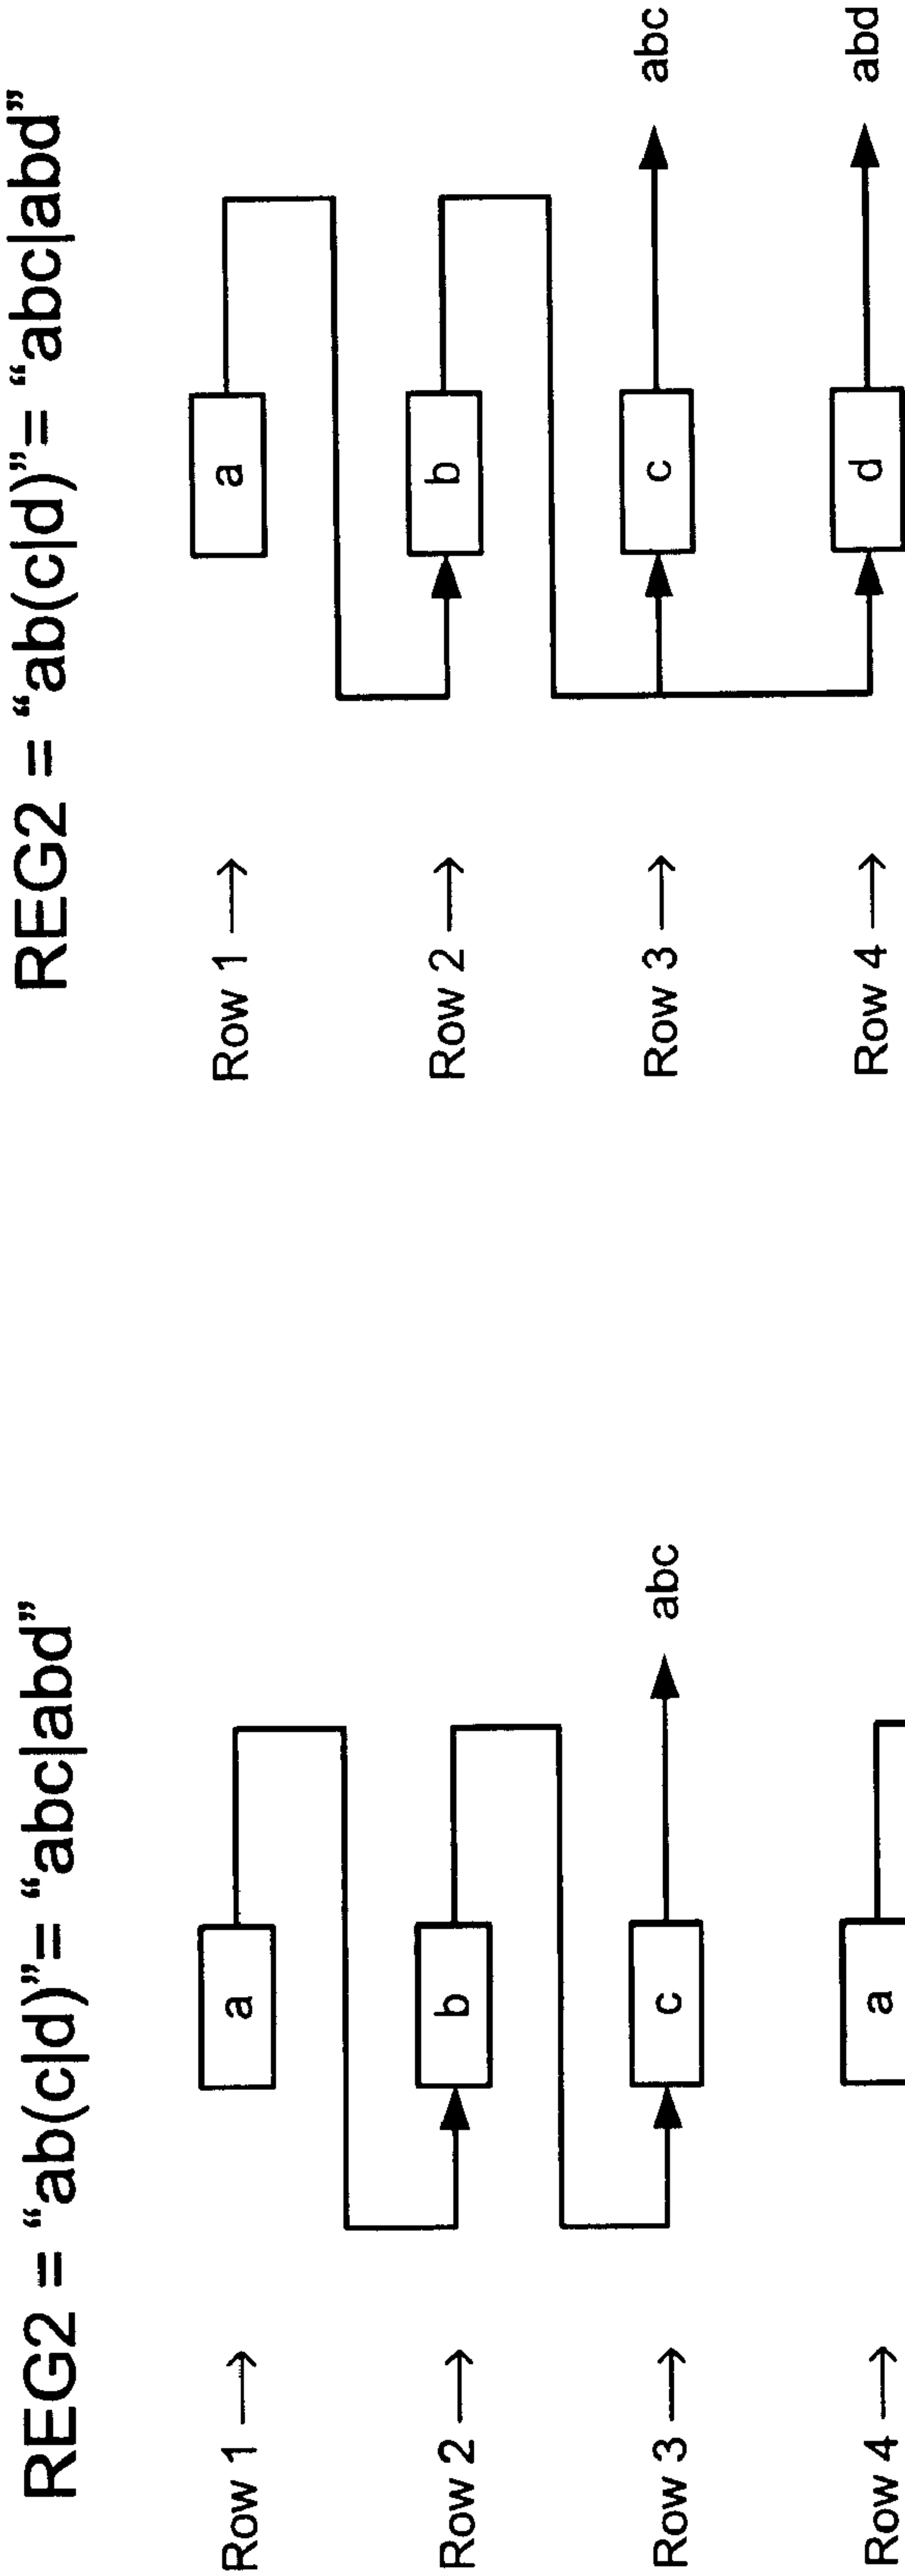 REG2 = “ab(c|d)”= “abc|abd”
Row 1 → a
Row 2 → b
Row 3 → c abc
Row 4 → a
REG2 = “ab(c|d)”= “abc|abd”
Row 1 → a
Row 2 → b
Row 3 → c abc
Row 4 → d abd